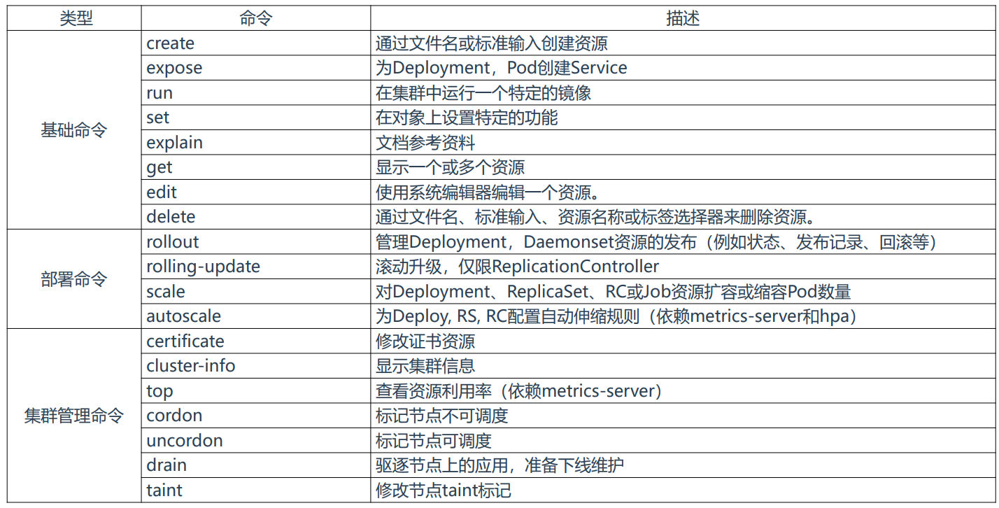 类型 命令 描述
基础命令
create 通过文件名或标准输入创建资源
expose 为Deployment，Pod创建Service
run 在集群中运行一个特定的镜像
set 在对象上设置特定的功能
explain 文档参考资料
get 显示一个或多个资源
edit 使用系统编辑器编辑一个资源。
delete 通过文件名、标准输入、资源名称或标签选择器来删除资源。
部署命令
rollout 管理Deployment，Daemonset资源的发布（例如状态、发布记录、回滚等）
rolling-update 滚动升级，仅限ReplicationController
scale 对Deployment、ReplicaSet、RC或Job资源扩容或缩容Pod数量
autoscale 为Deploy, RS, RC配置自动伸缩规则（依赖metrics-server和hpa）
集群管理命令
certificate 修改证书资源
cluster-info 显示集群信息
top 查看资源利用率（依赖metrics-server）
cordon 标记节点不可调度
uncordon 标记节点可调度
drain 驱逐节点上的应用，准备下线维护
taint 修改节点taint标记